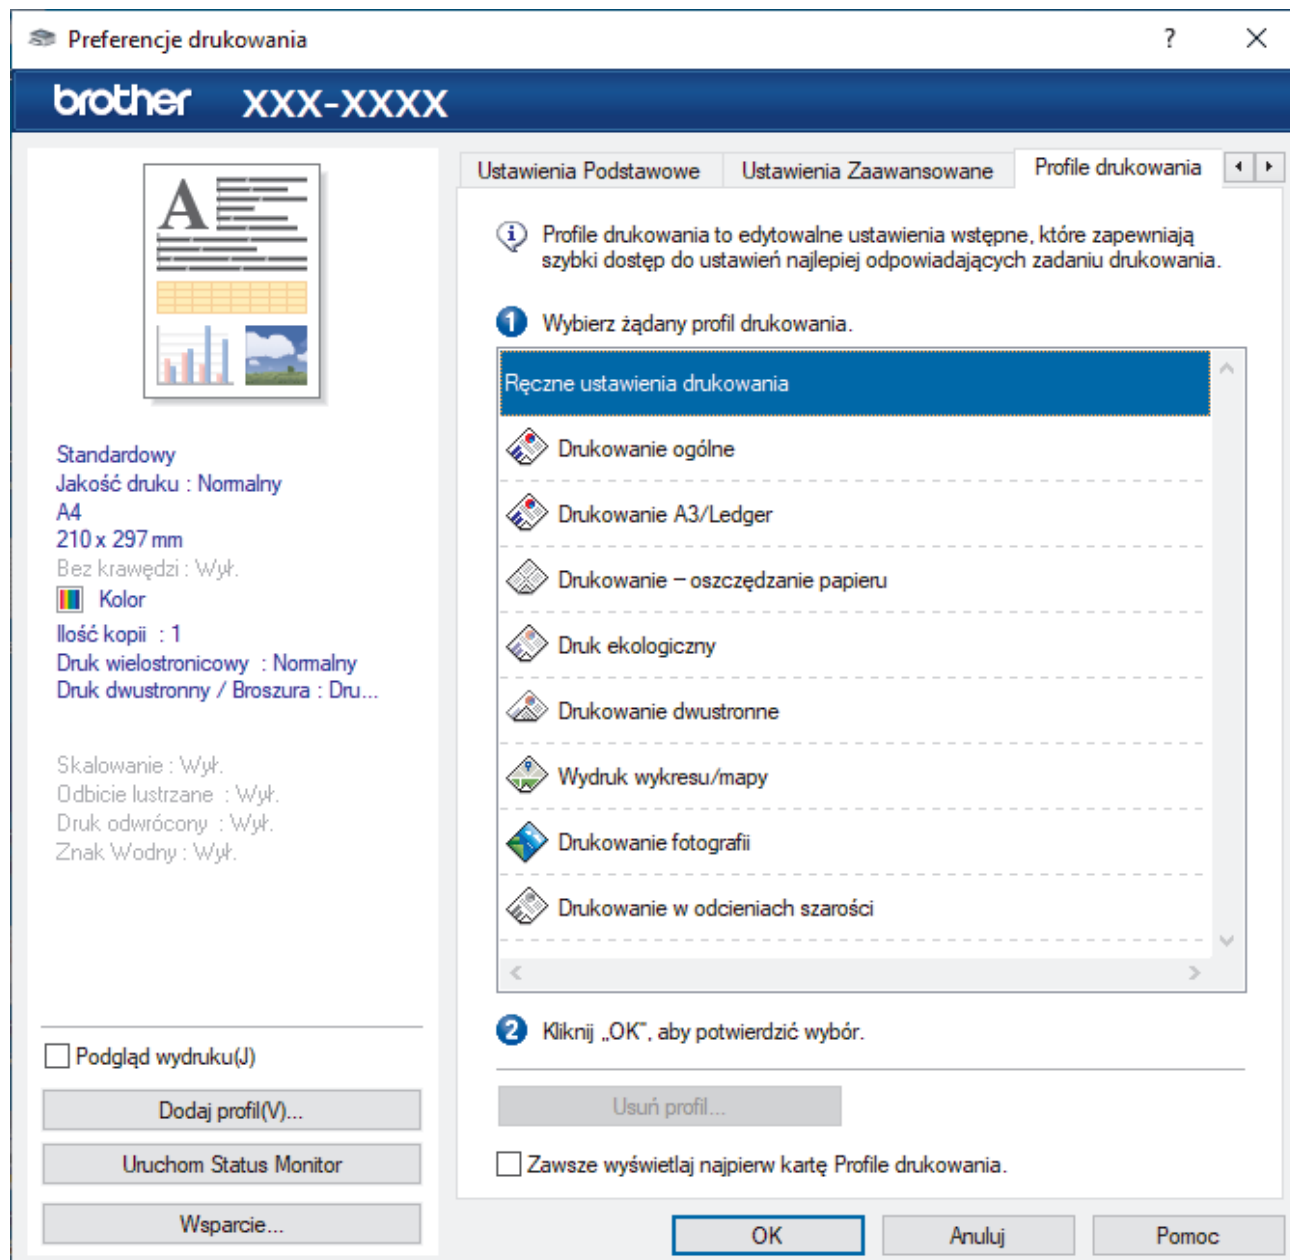 Preferencje drukowania
?
brother XXX-XXXX
A
Standardowy
Jakość druku : Normalny
A4
210 x 297 mm
Bez krawędzi : Wył.
Kolor
Ilość kopii : 1
Druk wielostronicowy : Normalny
Druk dwustronny / Broszura : Dru...
Skalowanie : Wył.
Odbicie lustrzane : Wył.
Druk odwrócony : Wył.
Znak Wodny : Wył.
Podgląd wydruku(J)
Dodaj profil(V)...
Uruchom Status Monitor
Wsparcie...
Ustawienia Podstawowe
Ustawienia Zaawansowane
Profile drukowania
Profile drukowania to edytowalne ustawienia wstępne, które zapewniają
szybki dostęp do ustawień najlepiej odpowiadających zadaniu drukowania.
1 Wybierz żądany profil drukowania.
Ręczne ustawienia drukowania
Drukowanie ogólne
Drukowanie A3/Ledger
Drukowanie – oszczędzanie papieru
Druk ekologiczny
Drukowanie dwustronne
Wydruk wykresu/mapy
Drukowanie fotografii
Drukowanie w odcieniach szarości
2 Kliknij „OK”, aby potwierdzić wybór.
Usuń profil...
Zawsze wyświetlaj najpierw kartę Profile drukowania.
OK
Anuluj
Pomoc